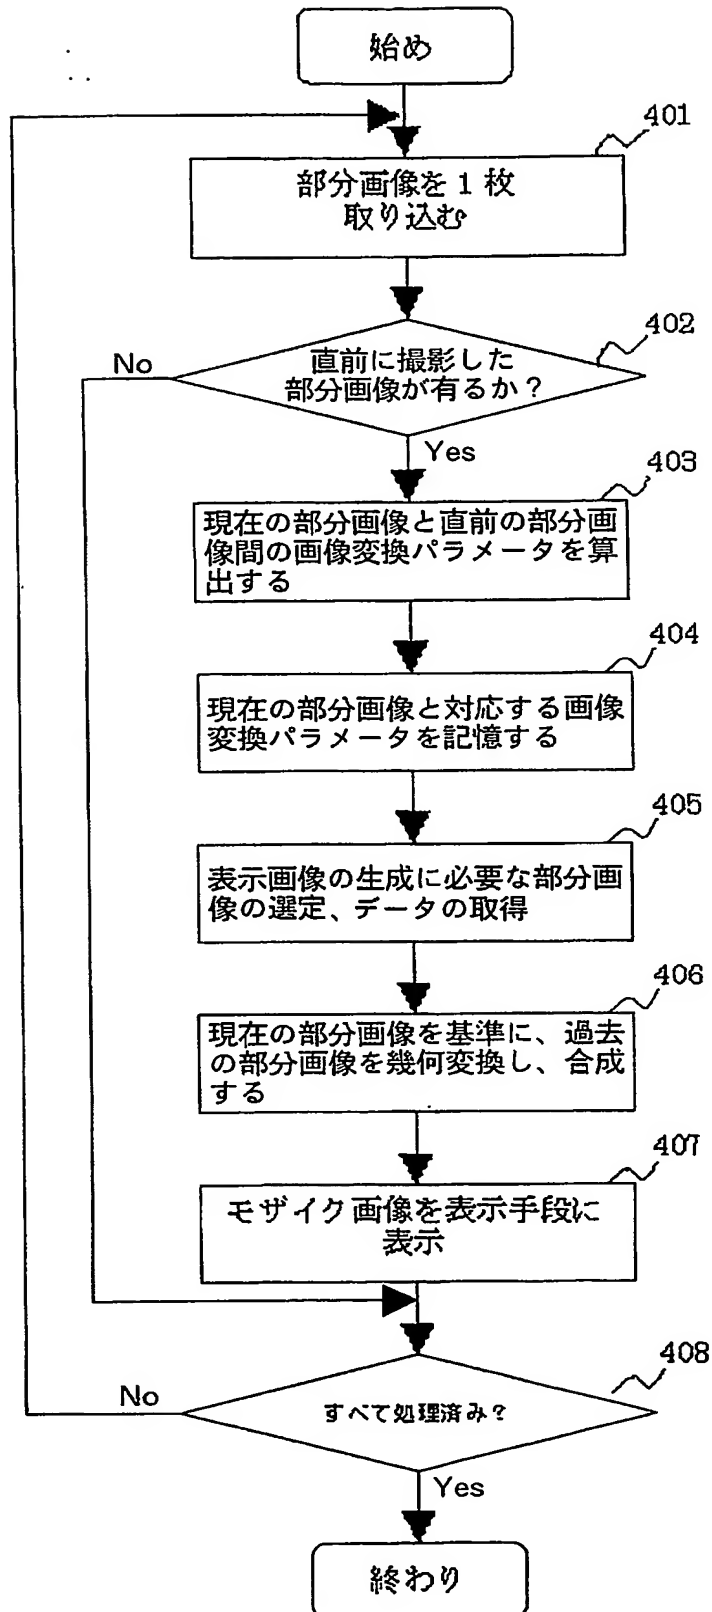 始め
401
部分画像を1枚
取り込む
402
直前に撮影した
部分画像が有るか？
No
Yes
403
現在の部分画像と直前の部分画
像間の画像変換パラメータを算
出する
404
現在の部分画像と対応する画像
変換パラメータを記憶する
405
表示画像の生成に必要な部分画
像の選定、データの取得
406
現在の部分画像を基準に、過去
の部分画像を幾何変換し、合成
する
407
モザイク画像を表示手段に
表示
408
すべて処理済み？
No
Yes
終わり